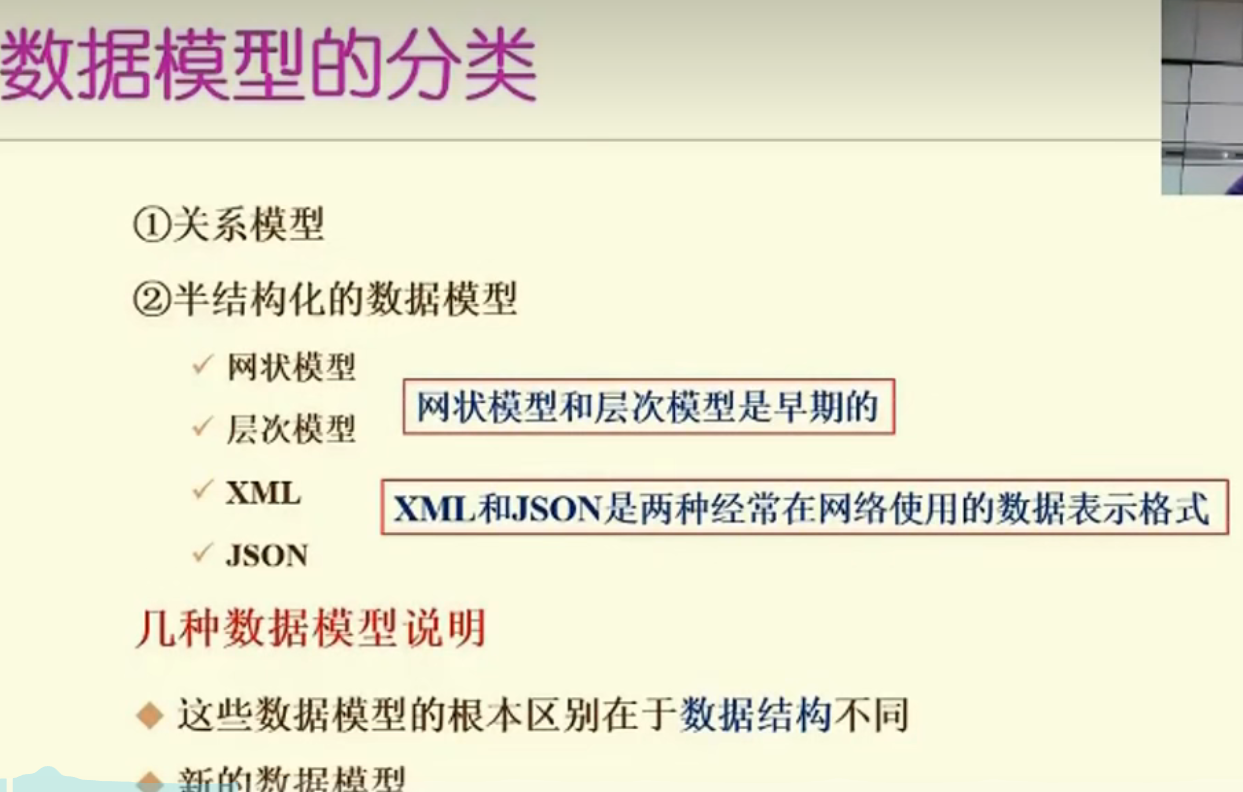 数据模型的分类
①关系模型
②半结构化的数据模型
✓ 网状模型
网状模型和层次模型是早期的
✓ 层次模型
✓ XML
XML和JSON是两种经常在网络使用的数据表示格式
✓ JSON
几种数据模型说明
◆ 这些数据模型的根本区别在于数据结构不同
◆ 新的数据模型